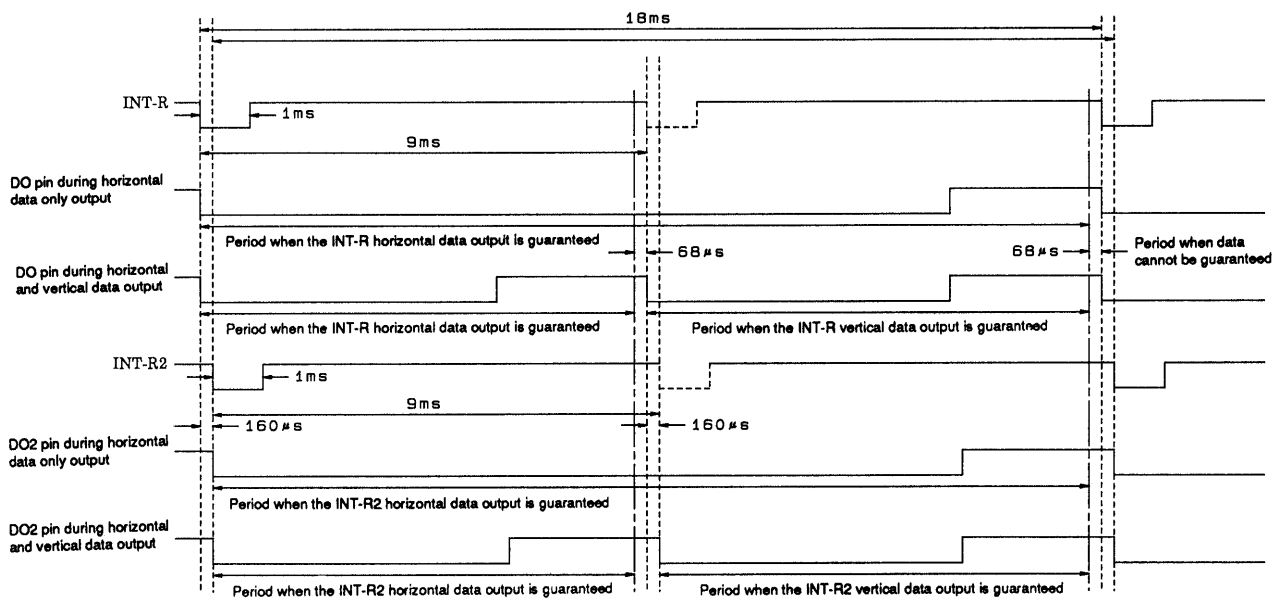 18ms
INT-R
1ms
9ms
DO pin during horizontal
data only output
Period when the INT-R horizontal data output is guaranteed
68μs
68μs
Period when data
cannot be guaranteed
DO pin during horizontal
and vertical data output
Period when the INT-R horizontal data output is guaranteed
Period when the INT-R vertical data output is guarantned
INT-R2
1ms
9ms
160μs
160μs
DO2 pin during horizontal
data only output
Period when the INT-R2 horizontal data output is guaranteed
DO2 pin during horizontal
and vertical data output
Period when the INT-R2 horizontal data output is guaranteed
Period when the INT-R2 vertical data output is guaranteed